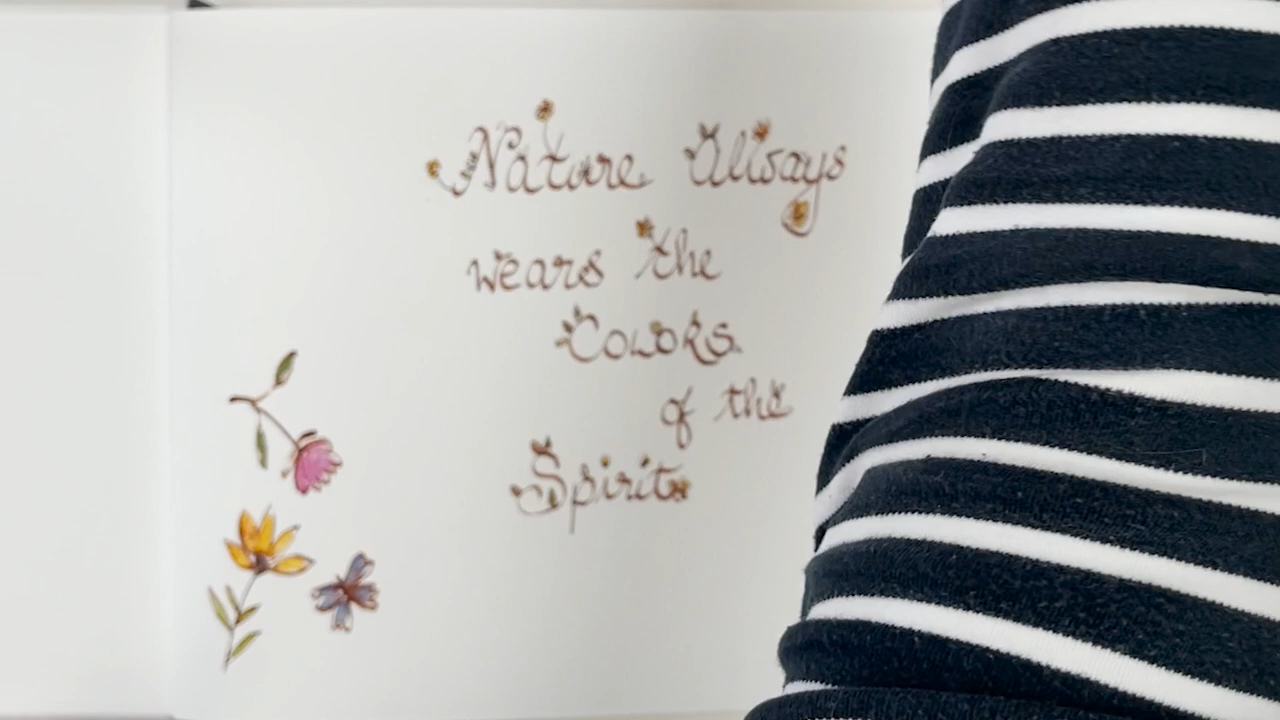 Nature Always
wears the
Colors
of the
Spirit